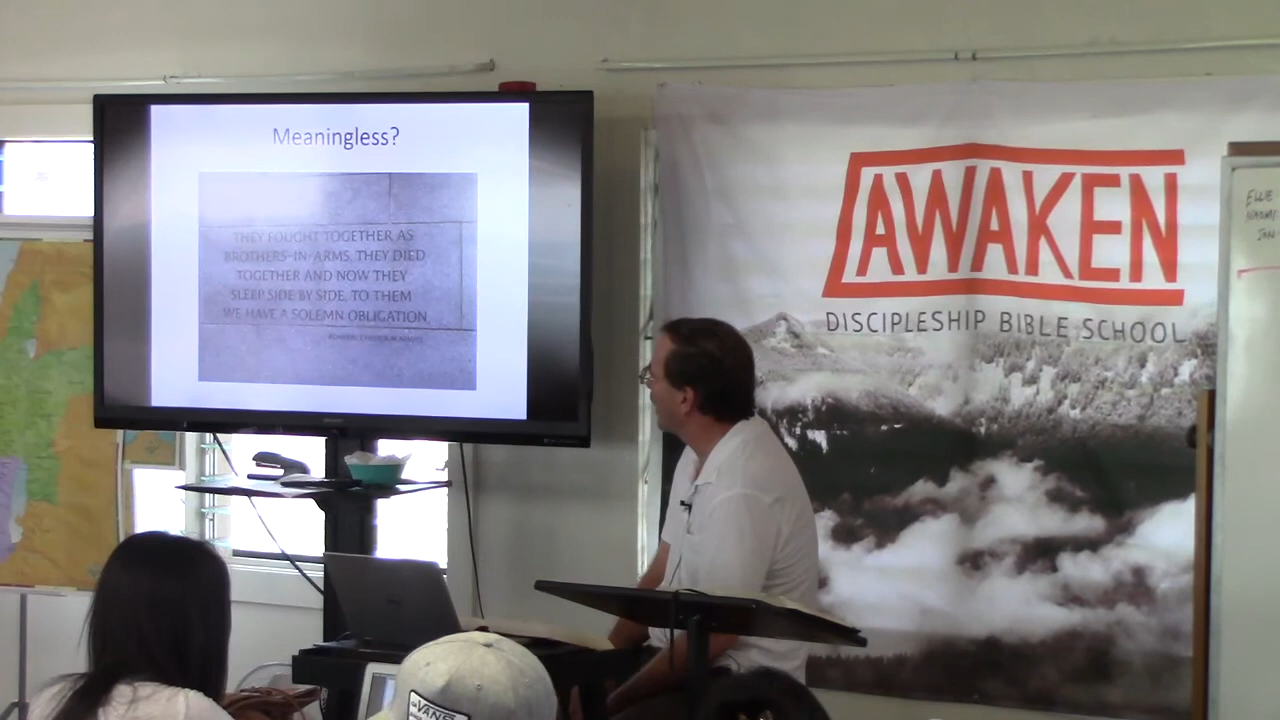 Meaningless?
THEY FOUGHT TOGETHER AS
BROTHERS-IN-ARMS. THEY DIED
TOGETHER AND NOW THEY
SLEEP SIDE BY SIDE. TO THEM
WE HAVE A SOLEMN OBLIGATION.
AWAKEN
DISCIPLESHIP BIBLE SCHOOL
ELLIE
VANS